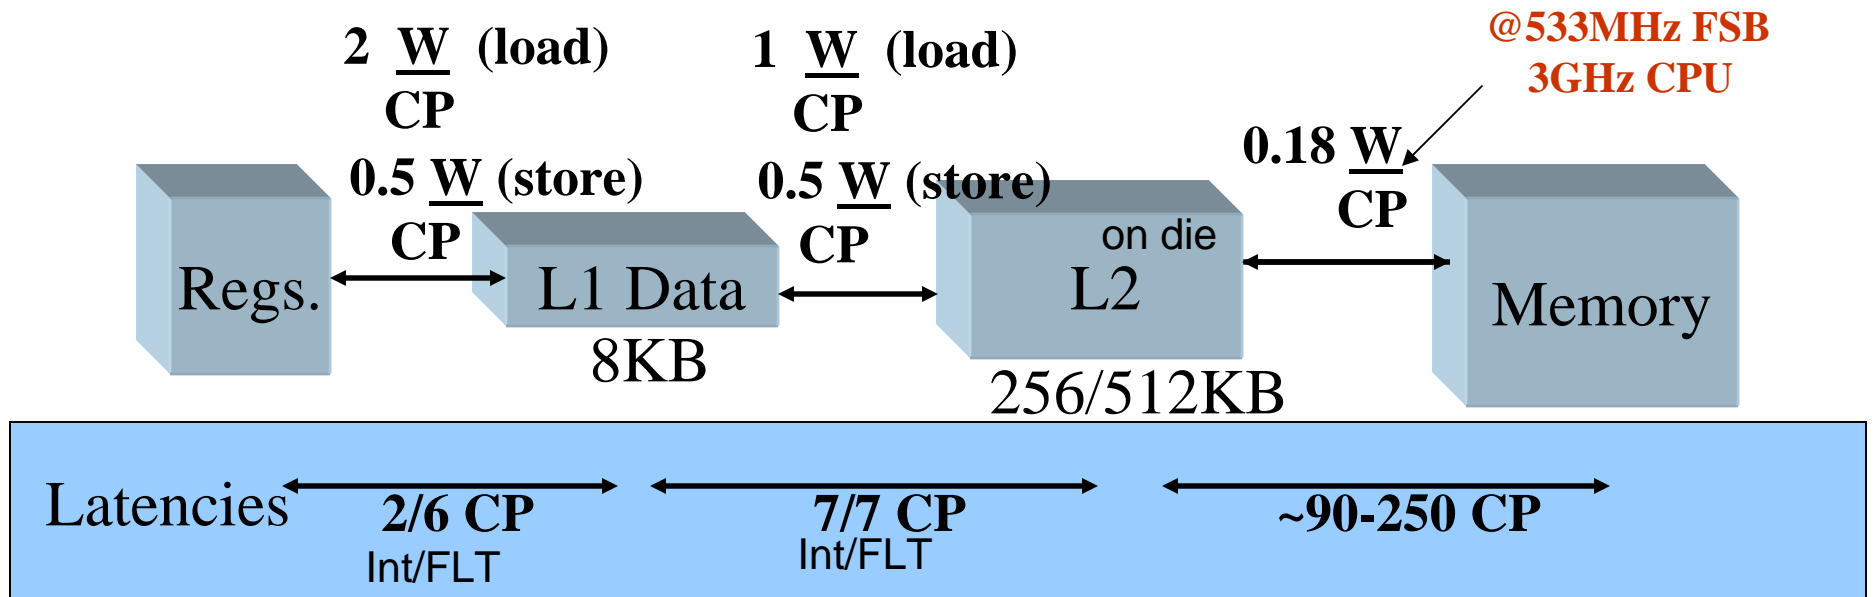 @533MHz FSB
3GHz CPU
2 W (load)
CP
1 W (load)
CP
0.18 W
CP
0.5 W (store)
CP
0.5 W (store)
CP
on die
Regs.
L1 Data
L2
Memory
8KB
256/512KB
Latencies
2/6 CP
7/7 CP
~90-250 CP
Int/FLT
Int/FLT